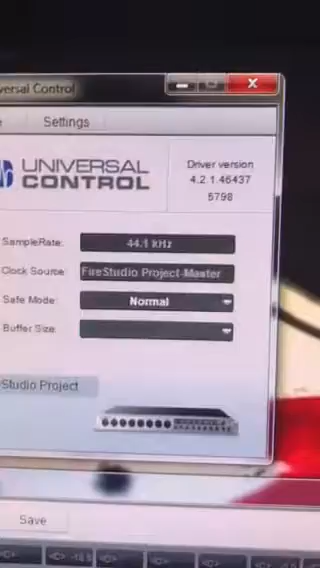 versal Control
Settings
UNIVERSAL
CONTROL
Driver version
4.2.1.46437
5798
SampleRate:
44.1 kHz
Clock Source:
FireStudio Project-Master
Safe Mode:
Normal
Buffer Size:
Studio Project
Save